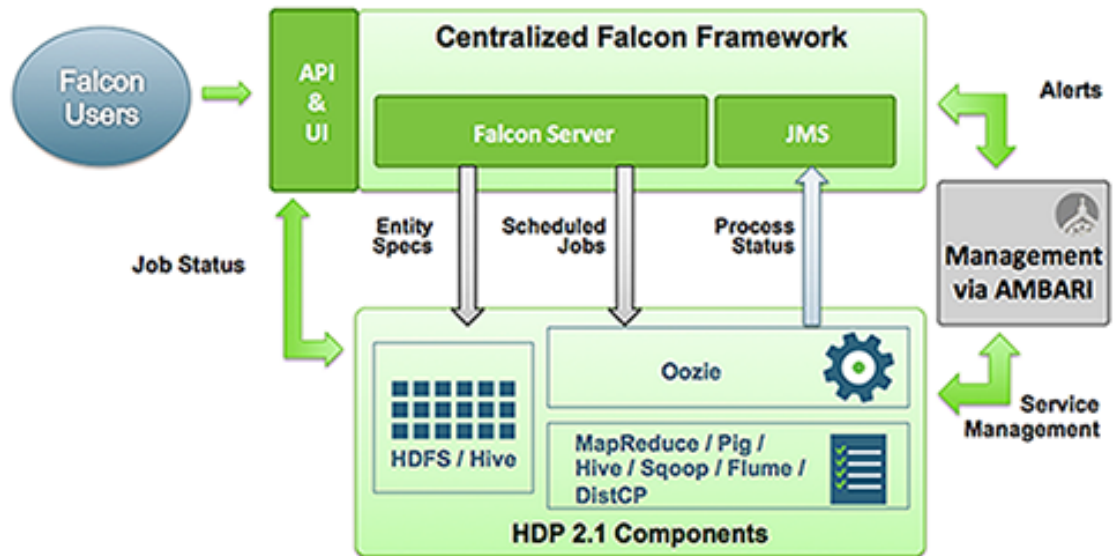 Centralized Falcon Framework
Falcon
Users
API
&
UI
Falcon Server
JMS
Alerts
Entity
Specs
Scheduled
Jobs
Process
Status
Job Status
Management
via AMBARI
Oozie
HDFS / Hive
MapReduce / Pig /
Hive / Sqoop / Flume /
DistCP
Service
Management
HDP 2.1 Components